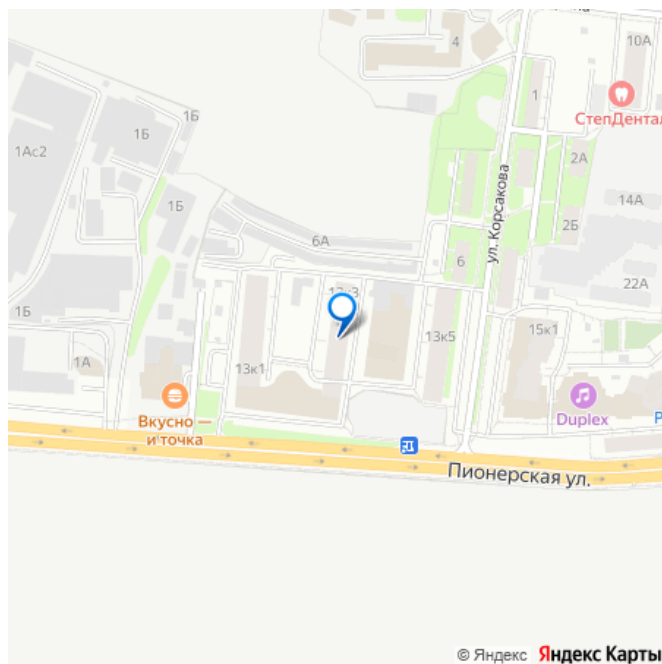 4
10А
1
СтепДентал
1Б
1Б
1Ас2
2А
1Б
ул. Корсакова
14А
2Б
6А
6
22А
1Б
13к5
15к1
1А
13к1
Вкусно —
и точка
Duplex
Пионерская ул.
© Яндекс Яндекс Карты